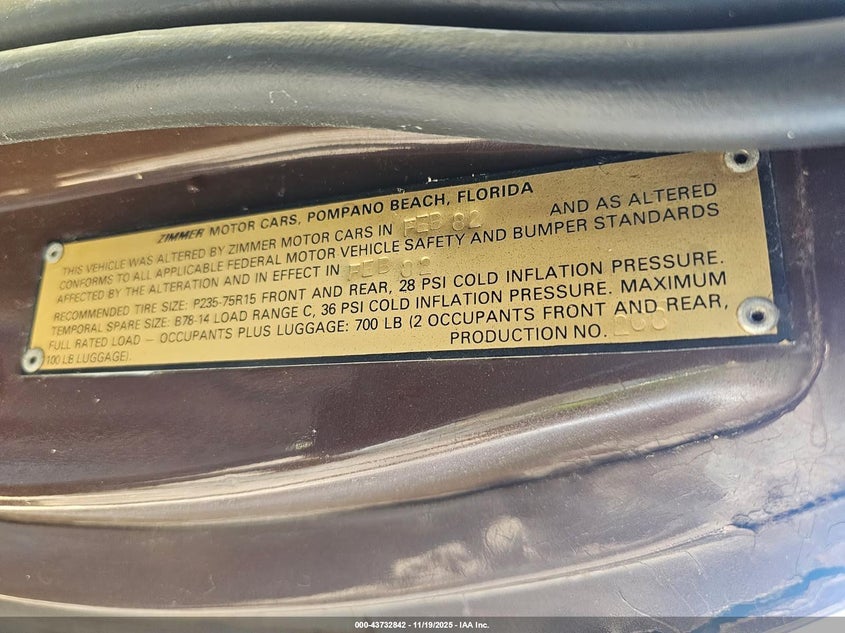 ZIMMER MOTOR CARS, POMPANO BEACH, FLORIDA
THIS VEHICLE WAS ALTERED BY ZIMMER MOTOR CARS IN FEB 82 AND AS ALTERED
CONFORMS TO ALL APPLICABLE FEDERAL MOTOR VEHICLE SAFETY AND BUMPER STANDARDS
AFFECTED BY THE ALTERATION AND IN EFFECT IN FEB 82
RECOMMENDED TIRE SIZE: P235-75R15 FRONT AND REAR, 28 PSI COLD INFLATION PRESSURE.
TEMPORAL SPARE SIZE: B78-14 LOAD RANGE C, 36 PSI COLD INFLATION PRESSURE. MAXIMUM
FULL RATED LOAD — OCCUPANTS PLUS LUGGAGE: 700 LB (2 OCCUPANTS FRONT AND REAR,
100 LB LUGGAGE). PRODUCTION NO.
000-43732842 - 11/19/2025 - IAA Inc.